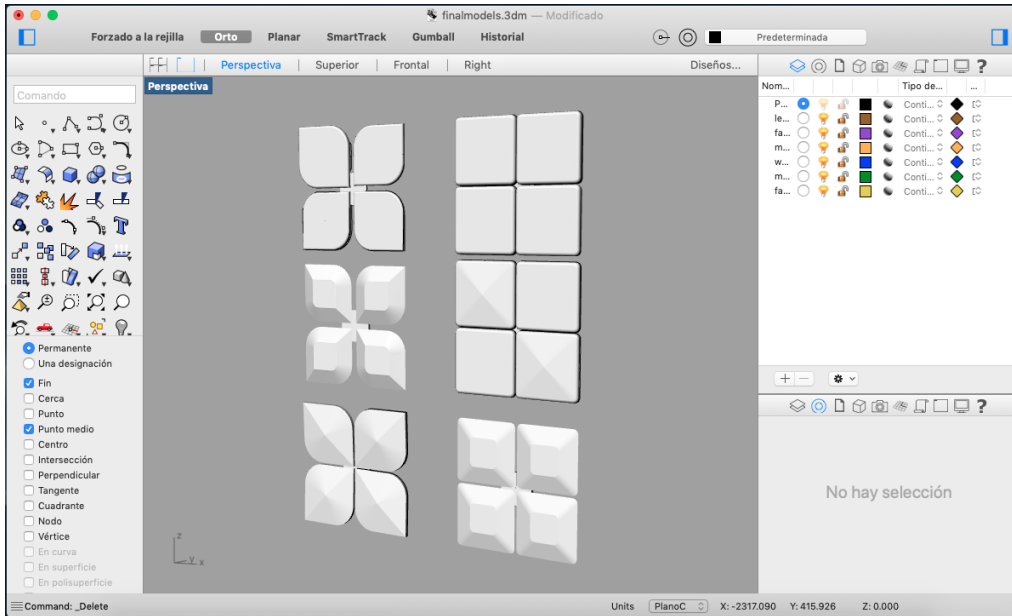 finalmodels.3dm — Modificado
Forzado a la rejilla Orto Planar SmartTrack Gumball Historial Predeterminada
Perspectiva | Superior | Frontal | Right Diseños...
Perspectiva
Comando
Nom... Tipo de... ...
P... Conti...
le... Conti...
fa... Conti...
m... Conti...
w... Conti...
m... Conti...
fa... Conti...
Permanente
Una designación
Fin
Cerca
Punto
Punto medio
Centro
Intersección
Perpendicular
Tangente
Cuadrante
Nodo
Vértice
En curva
En superficie
En polisuperficie
No hay selección
z
y x
Command: _Delete Units PlanoC X: -2317.090 Y: 415.926 Z: 0.000